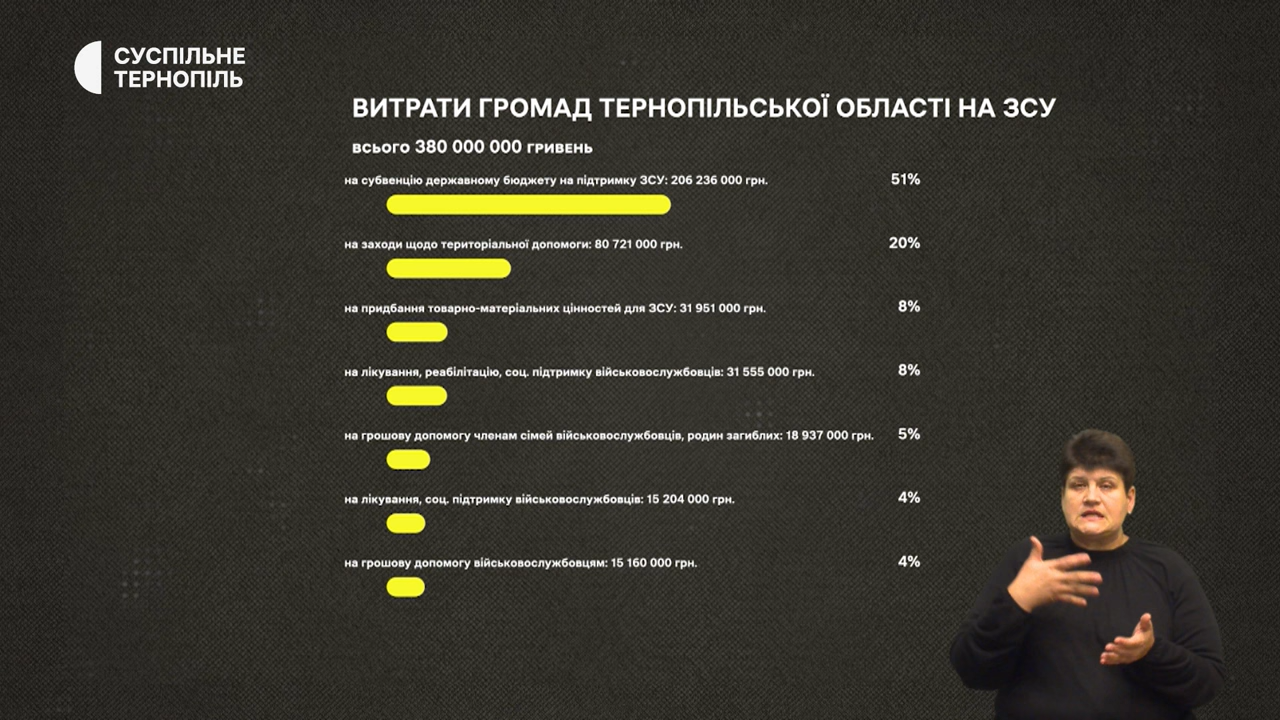 СУСПІЛЬНЕ
ТЕРНОПІЛЬ
ВИТРАТИ ГРОМАД ТЕРНОПІЛЬСЬКОЇ ОБЛАСТІ НА ЗСУ
ВСЬОГО 380 000 000 ГРИВЕНЬ
на субвенцію державному бюджету на підтримку ЗСУ: 206 236 000 грн. 51%
на заходи щодо територіальної допомоги: 80 721 000 грн. 20%
на придбання товарно-матеріальних цінностей для ЗСУ: 31 951 000 грн. 8%
на лікування, реабілітацію, соц. підтримку військовослужбовців: 31 555 000 грн. 8%
на грошову допомогу членам сімей військовослужбовців, родин загиблих: 18 937 000 грн. 5%
на лікування, соц. підтримку військовослужбовців: 15 204 000 грн. 4%
на грошову допомогу військовослужбовцям: 15 160 000 грн. 4%